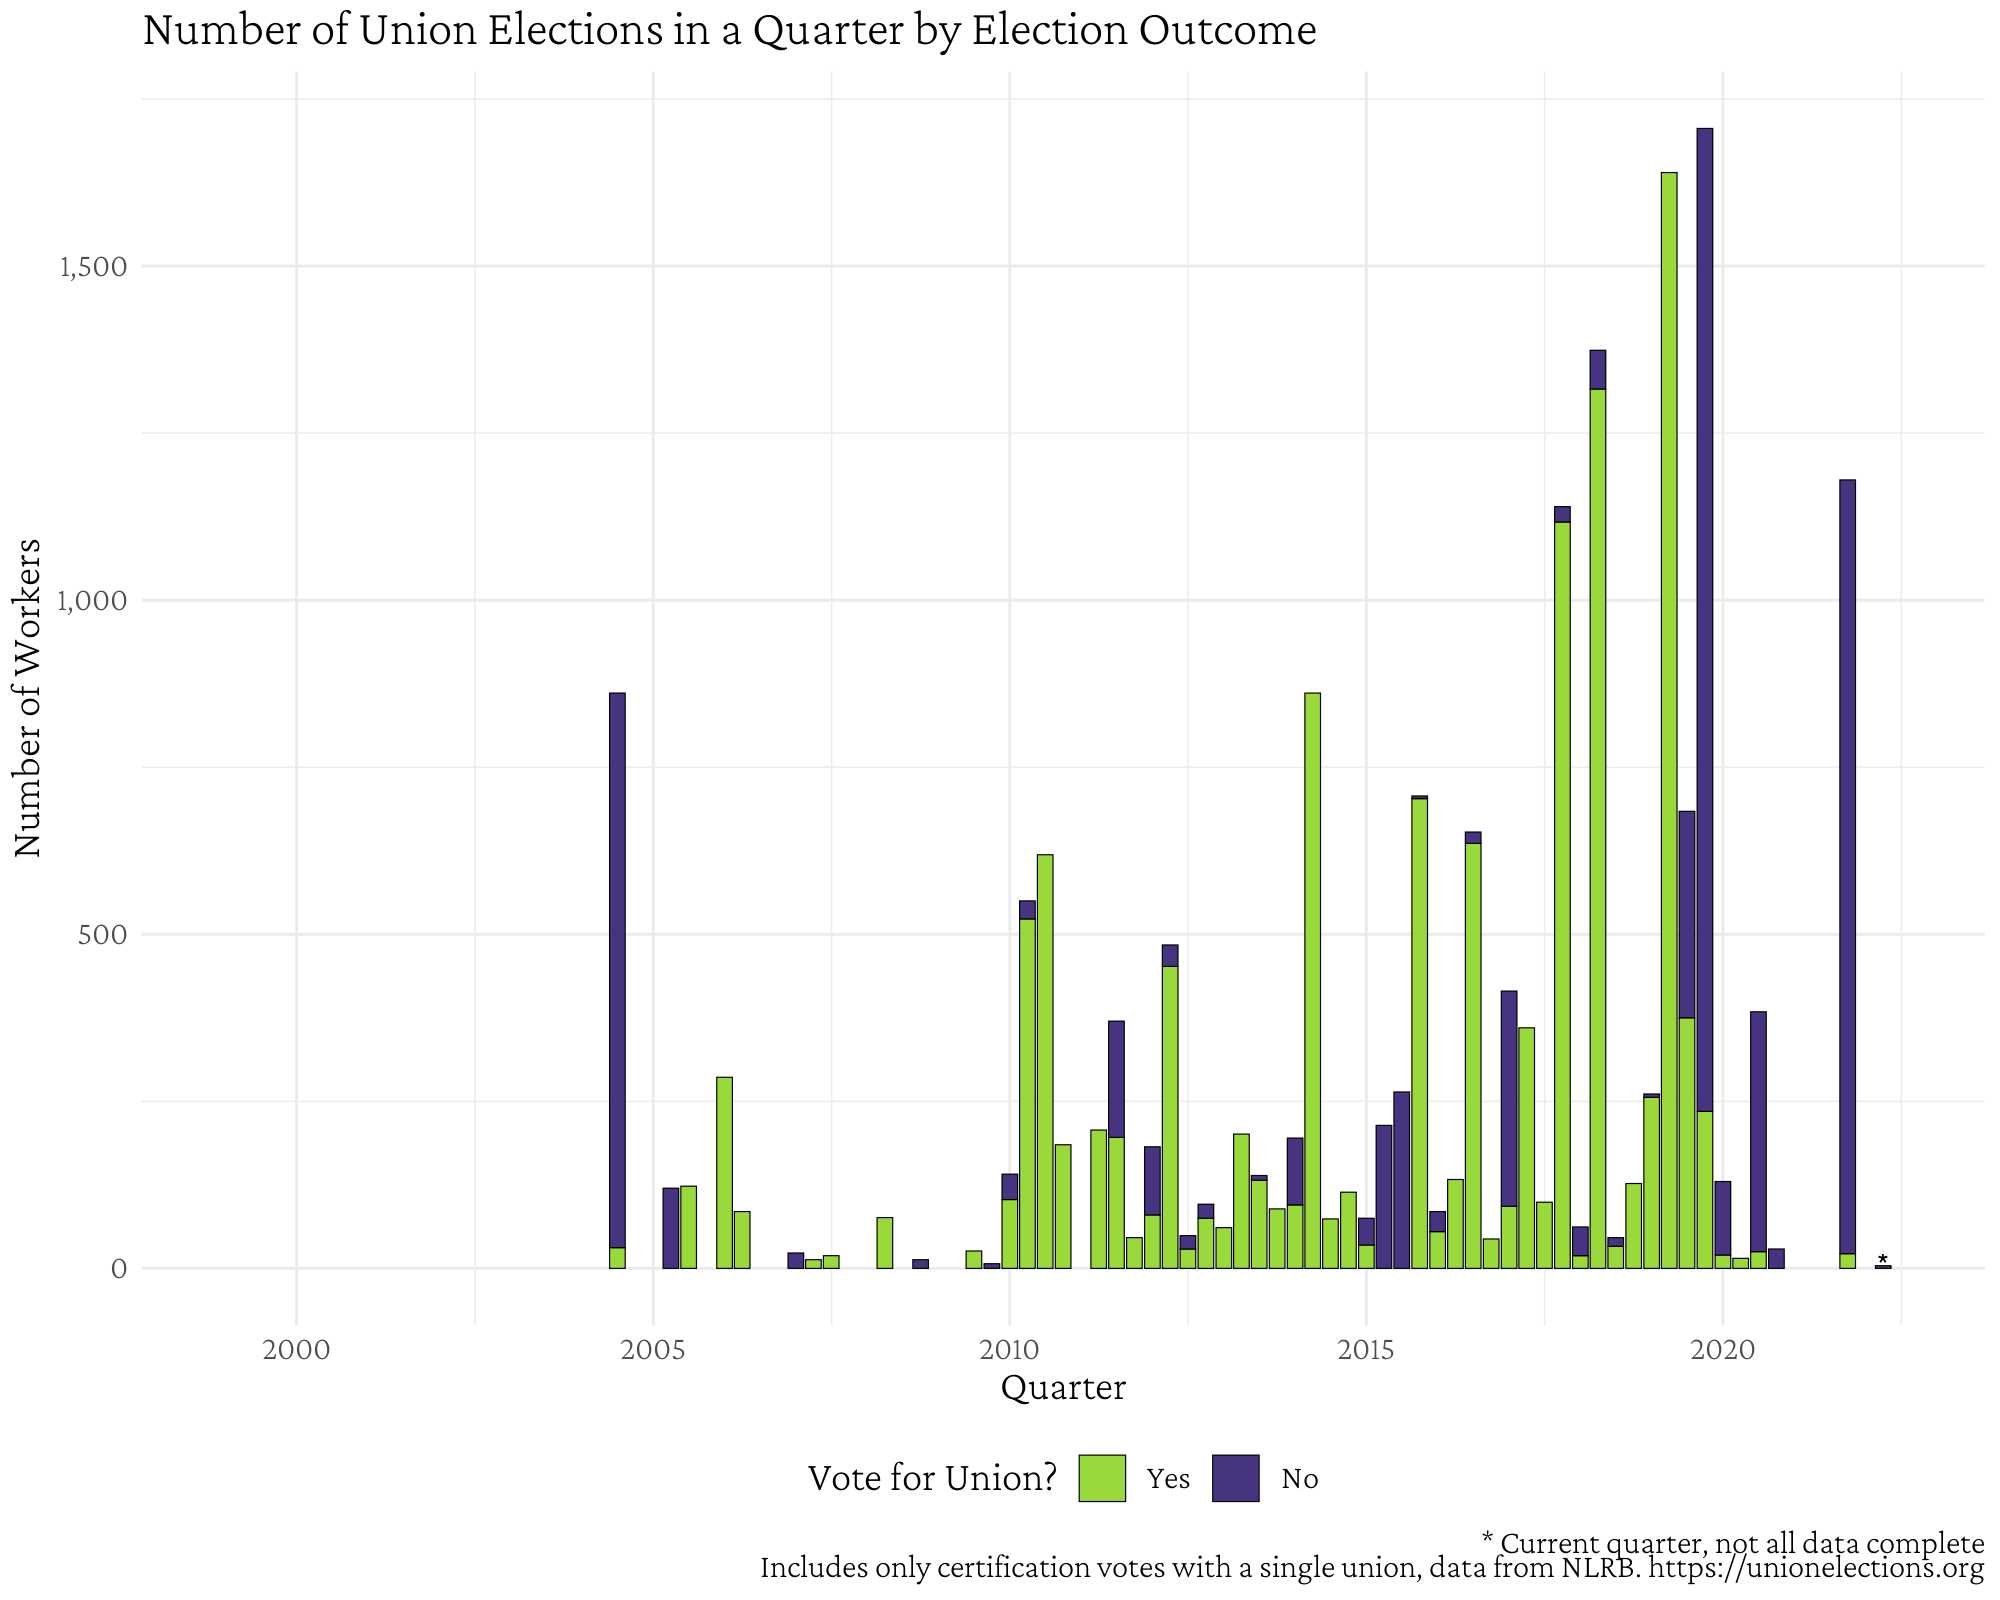 Number of Union Elections in a Quarter by Election Outcome
Number of Workers
1,500
1,000
500
0
*
2000 2005 2010 2015 2020
Quarter
Vote for Union? Yes No
* Current quarter, not all data complete
Includes only certification votes with a single union, data from NLRB. https://unionelections.org